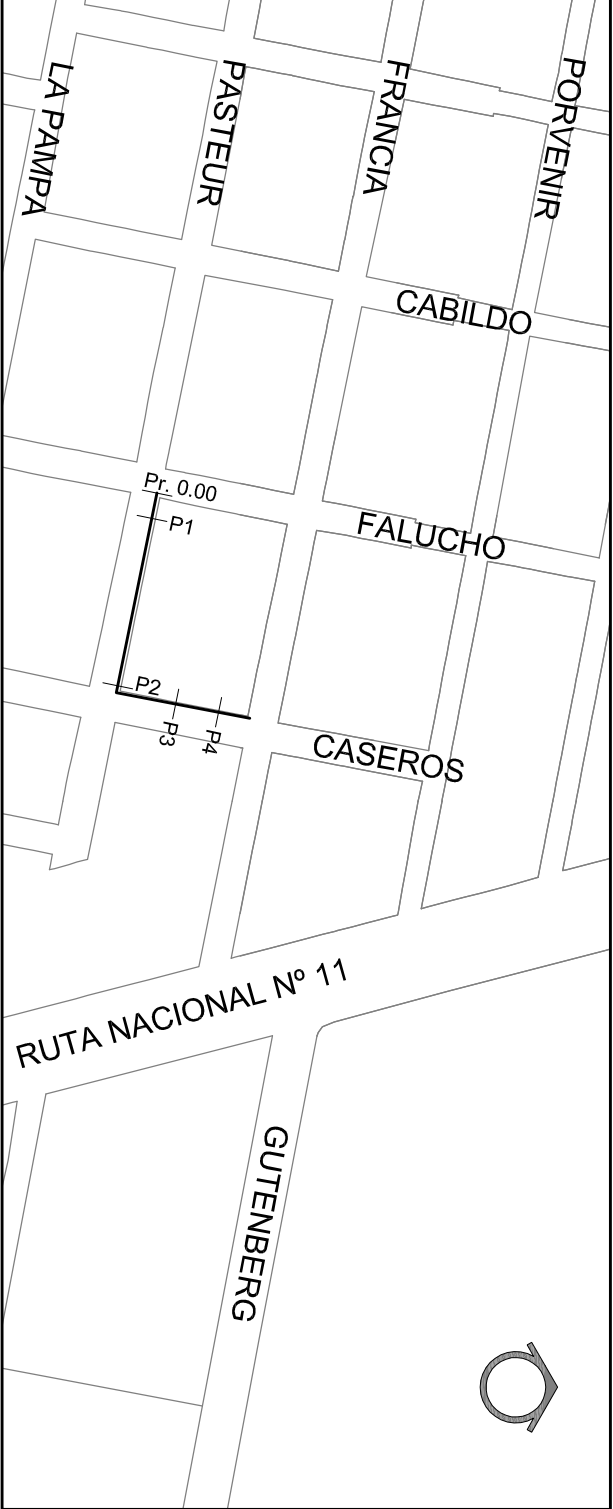 LA PAMPA
PASTEUR
FRANCIA
PORVENIR
CABILDO
Pr. 0.00
P1
FALUCHO
P2
P3
P4
CASEROS
RUTA NACIONAL Nº 11
GUTENBERG